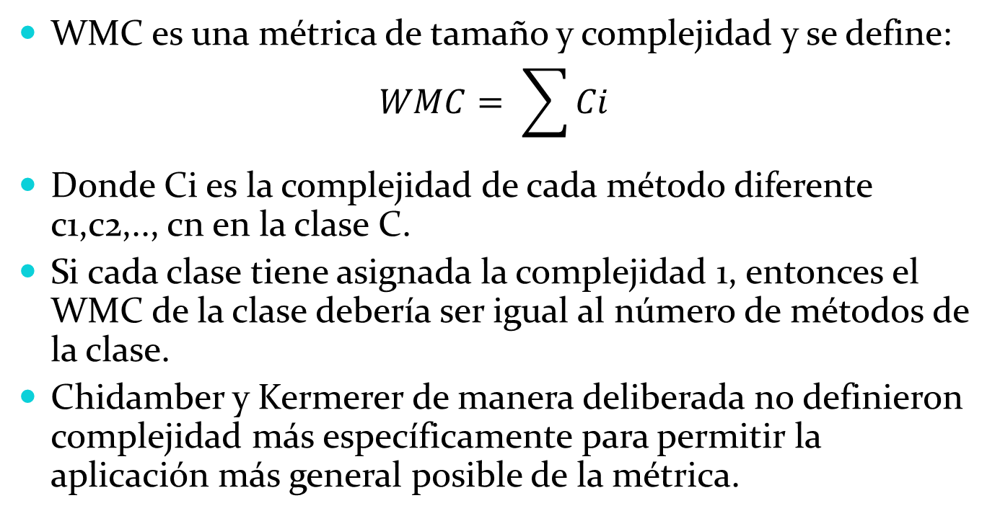 • WMC es una métrica de tamaño y complejidad y se define:
WMC = ∑ Ci
• Donde Ci es la complejidad de cada método diferente
c1,c2,.., cn en la clase C.
• Si cada clase tiene asignada la complejidad 1, entonces el
WMC de la clase debería ser igual al número de métodos de
la clase.
• Chidamber y Kermerer de manera deliberada no definieron
complejidad más específicamente para permitir la
aplicación más general posible de la métrica.